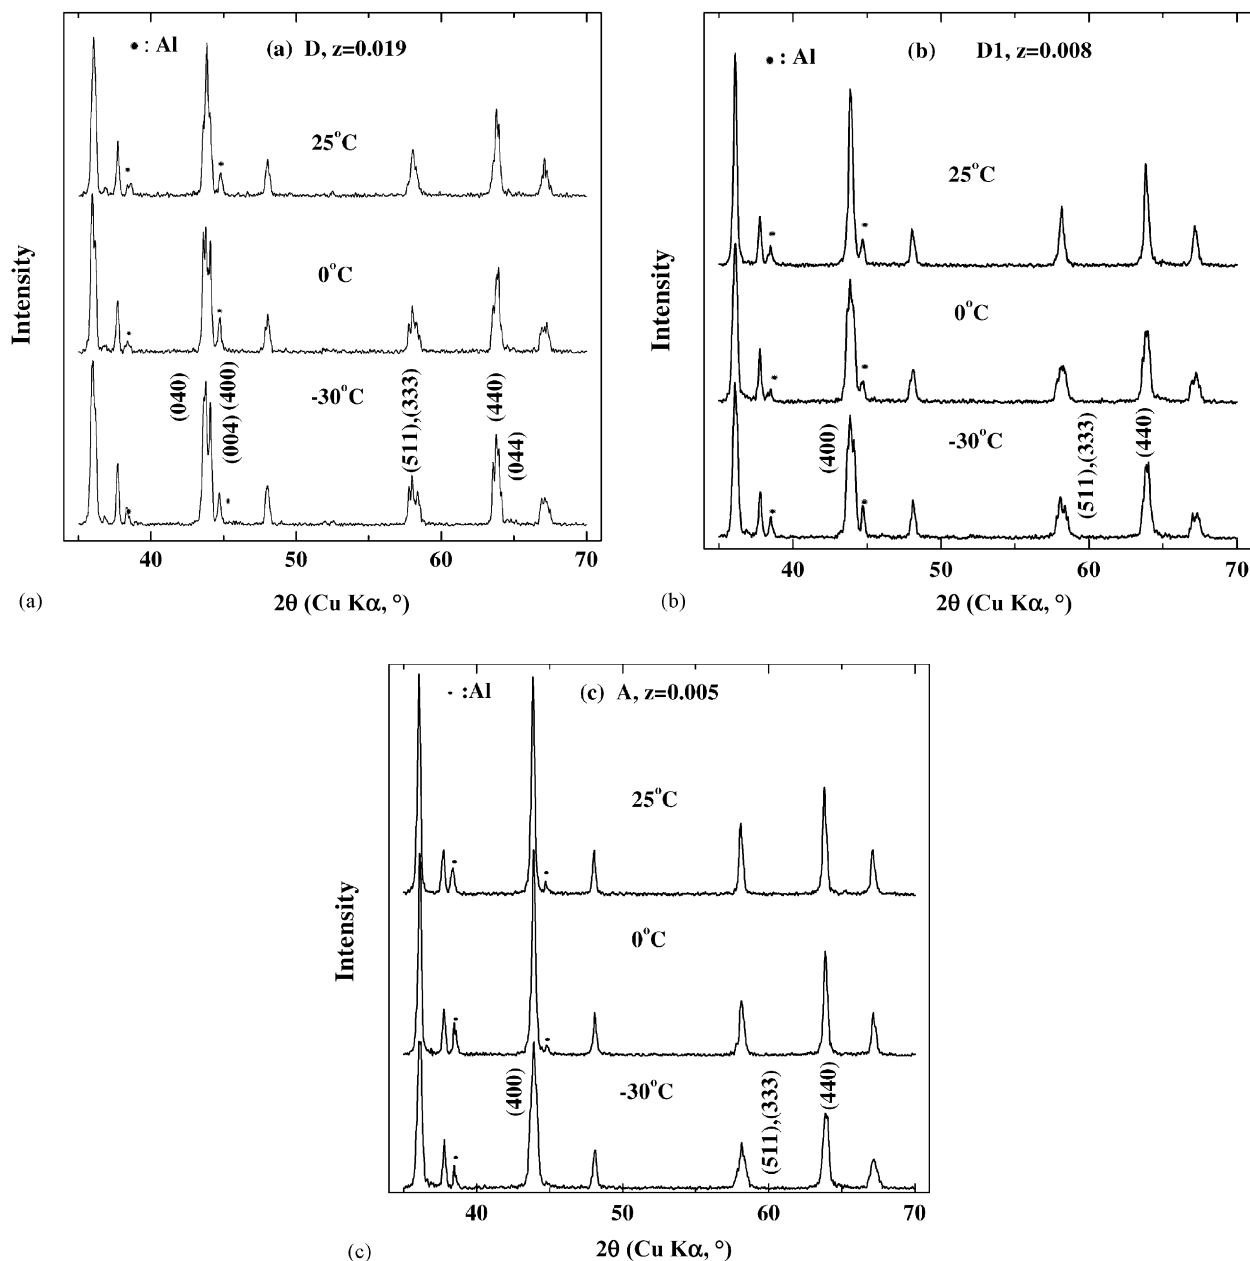 * : Al
(a) D, z=0.019
25°C
0°C
-30°C
(040)
(400)
(004)
(511),(333)
(440)
(044)
Intensity
40
50
60
70
2θ (Cu Kα, °)
(a)
* : Al
(b) D1, z=0.008
25°C
0°C
-30°C
(400)
(511),(333)
(440)
Intensity
40
50
60
70
2θ (Cu Kα, °)
(b)
- :Al
(c) A, z=0.005
25°C
0°C
-30°C
(400)
(511),(333)
(440)
Intensity
40
50
60
70
2θ (Cu Kα, °)
(c)